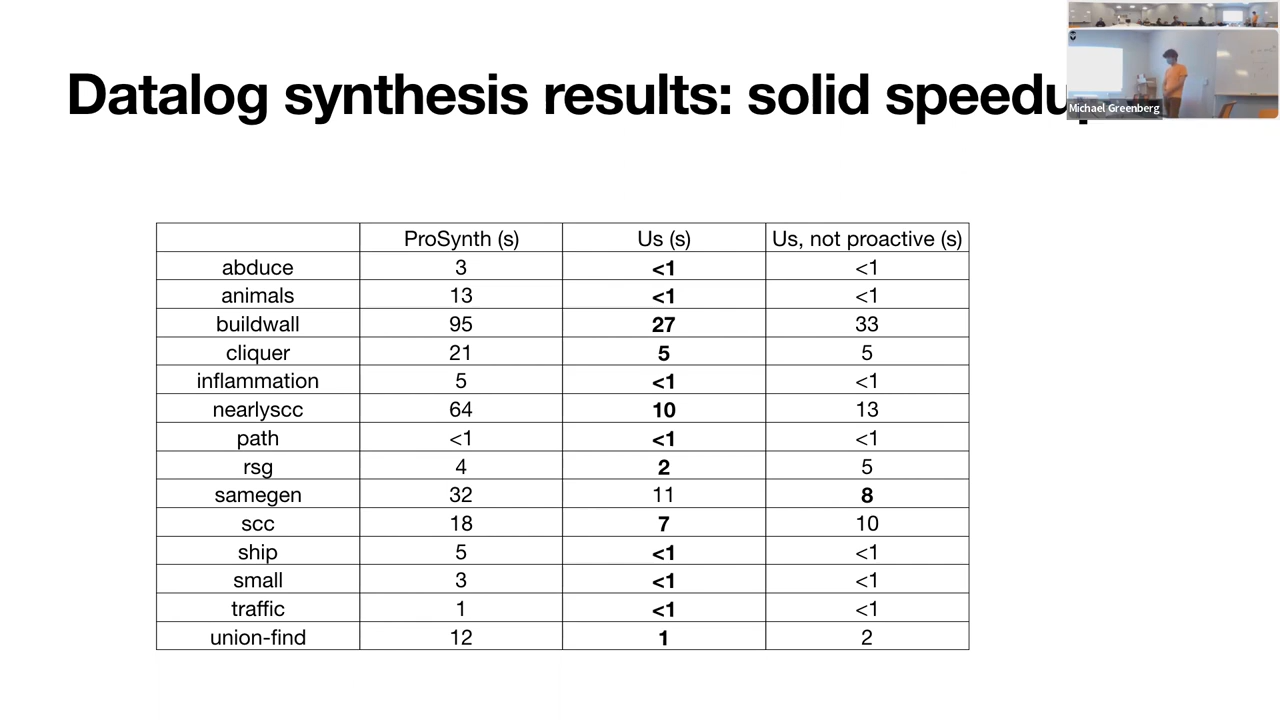 Datalog synthesis results: solid speedup
Michael Greenberg
ProSynth (s) Us (s) Us, not proactive (s)
abduce 3 <1 <1
animals 13 <1 <1
buildwall 95 27 33
cliquer 21 5 5
inflammation 5 <1 <1
nearlyscc 64 10 13
path <1 <1 <1
rsg 4 2 5
samegen 32 11 8
scc 18 7 10
ship 5 <1 <1
small 3 <1 <1
traffic 1 <1 <1
union-find 12 1 2